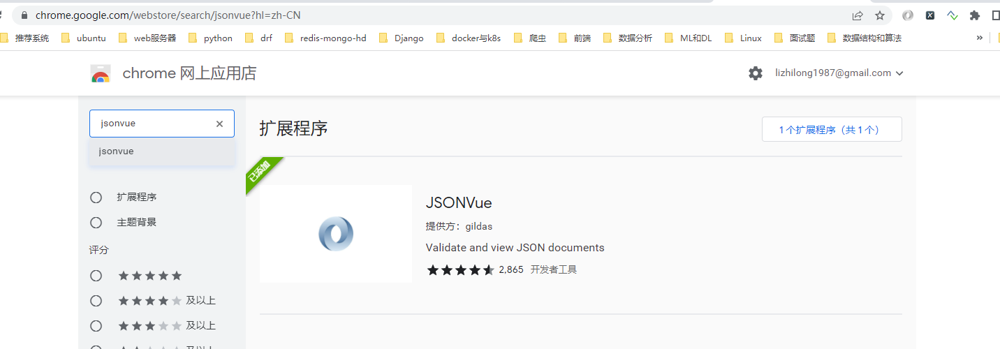 chrome.google.com/webstore/search/jsonvue?hl=zh-CN
推荐系统 ubuntu web服务器 python drf redis-mongo-hd Django docker与k8s 爬虫 前端 数据分析 ML和DL Linux 面试题 数据结构和算法 »
chrome 网上应用店 lizhilong1987@gmail.com
jsonvue
jsonvue
扩展程序
主题背景
评分
及以上
及以上
扩展程序
1 个扩展程序（共 1 个）
已添加
JSONVue
提供方：gildas
Validate and view JSON documents
2,865 开发者工具